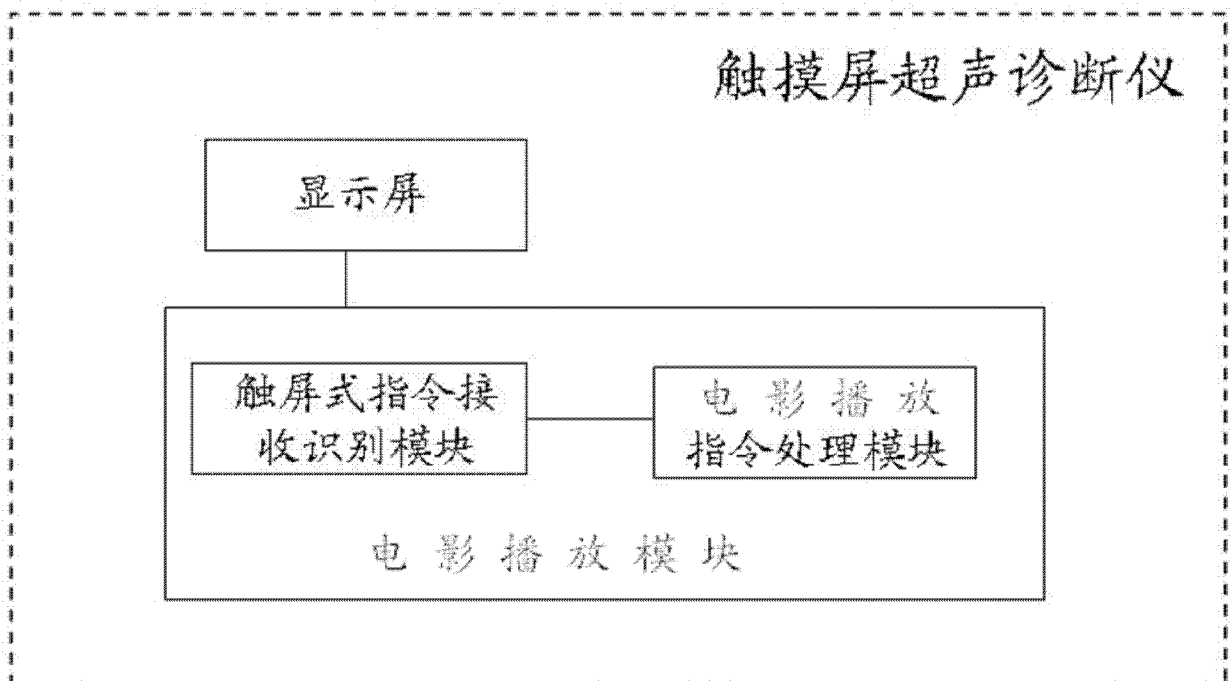 触摸屏超声诊断仪
显示屏
触屏式指令接
收识别模块
电影播放
指令处理模块
电影播放模块